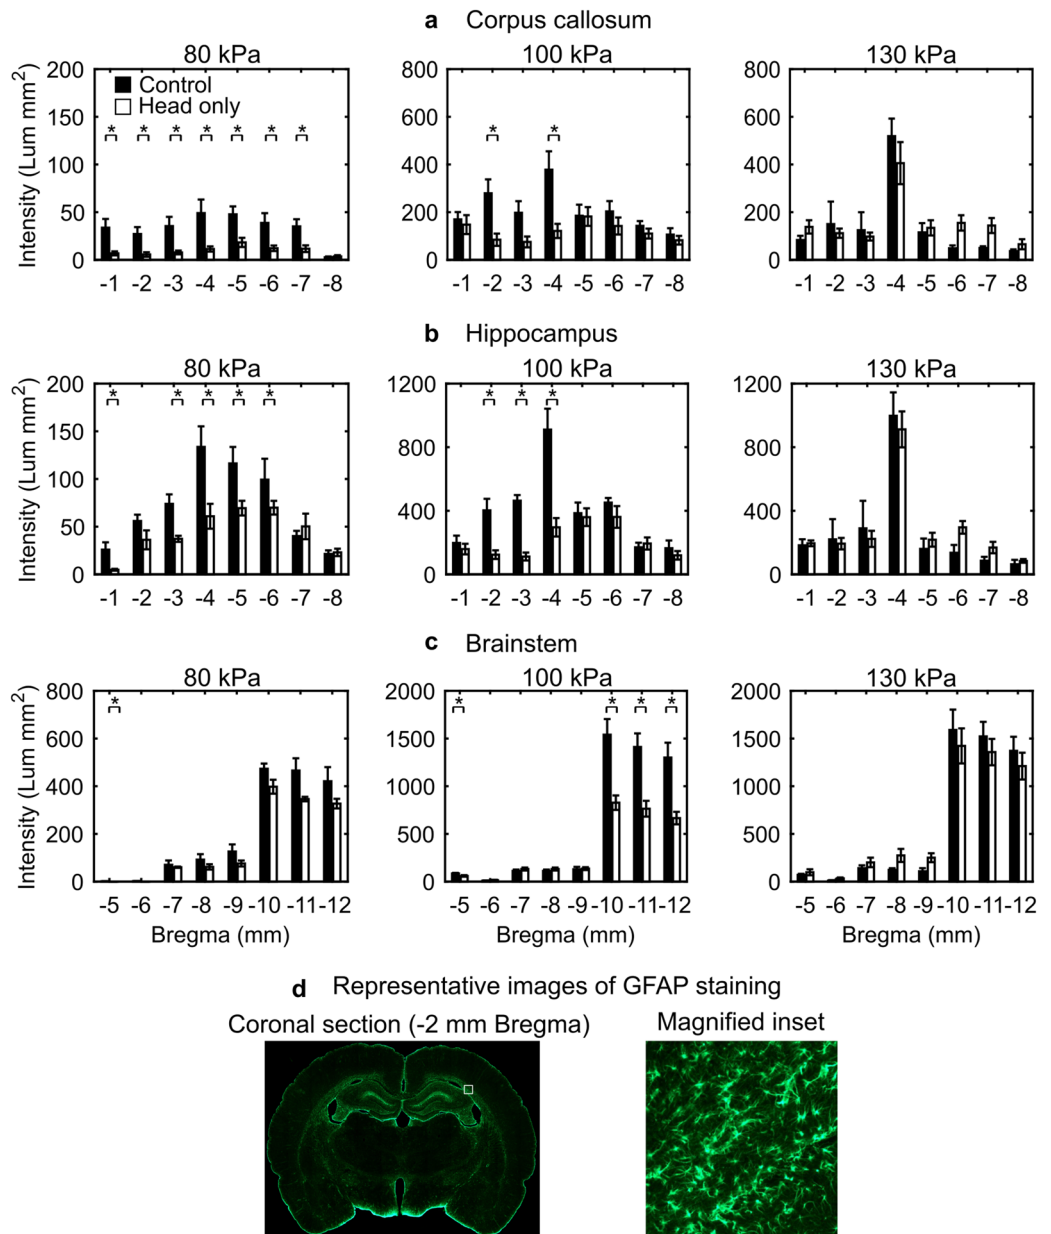 a Corpus callosum
80 kPa 100 kPa 130 kPa
Intensity (Lum mm²)
200 800 800
Control
Head only
150 600 600
* * * * * * * * *
100 400 400
50 200 200
0 0 0
-1 -2 -3 -4 -5 -6 -7 -8 -1 -2 -3 -4 -5 -6 -7 -8 -1 -2 -3 -4 -5 -6 -7 -8
b Hippocampus
80 kPa 100 kPa 130 kPa
Intensity (Lum mm²)
200 1200 1200
* * * * * * * *
150
800 800
100
400 400
50
0 0 0
-1 -2 -3 -4 -5 -6 -7 -8 -1 -2 -3 -4 -5 -6 -7 -8 -1 -2 -3 -4 -5 -6 -7 -8
c Brainstem
80 kPa 100 kPa 130 kPa
Intensity (Lum mm²)
800 2000 2000
* * * * *
600 1500 1500
400 1000 1000
200 500 500
0 0 0
-5 -6 -7 -8 -9 -10 -11 -12 -5 -6 -7 -8 -9 -10 -11 -12 -5 -6 -7 -8 -9 -10 -11 -12
Bregma (mm) Bregma (mm) Bregma (mm)
d Representative images of GFAP staining
Coronal section (-2 mm Bregma) Magnified inset